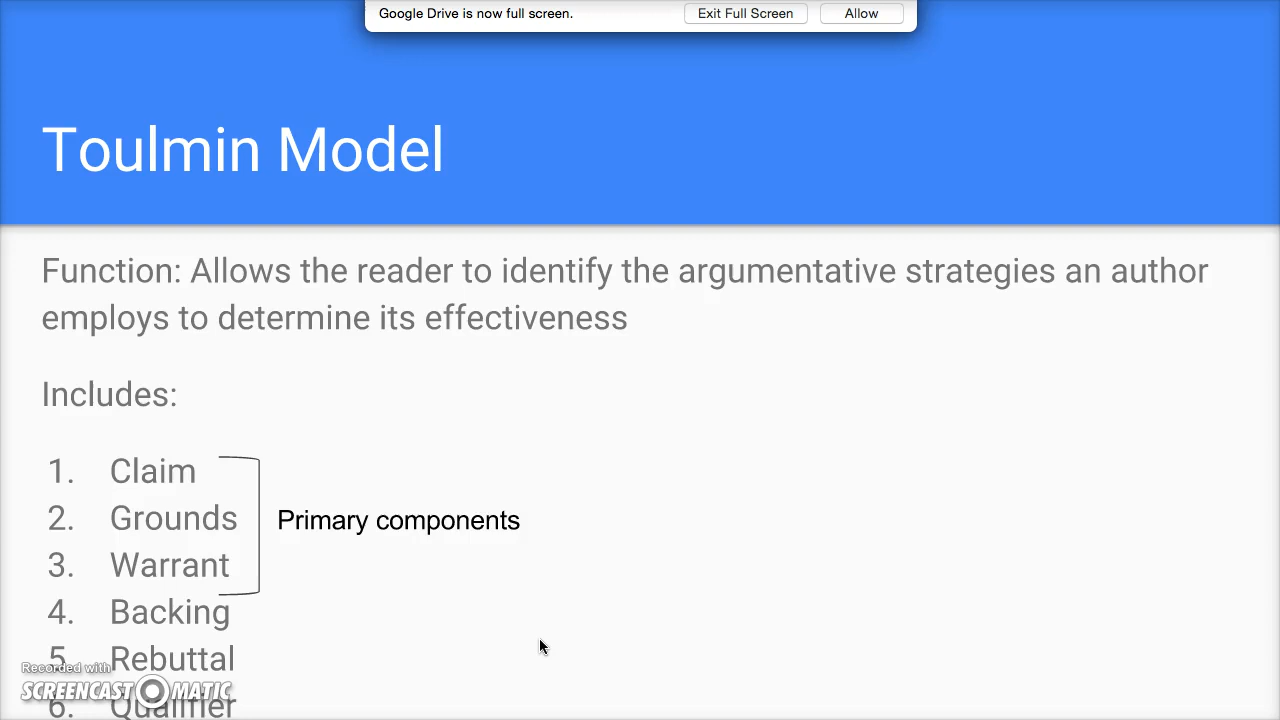 Google Drive is now full screen. Exit Full Screen Allow
Toulmin Model
Function: Allows the reader to identify the argumentative strategies an author
employs to determine its effectiveness
Includes:
1. Claim
2. Grounds
Primary components
3. Warrant
4. Backing
5. Rebuttal
6. Qualifier
Recorded with
SCREENCAST MATIC